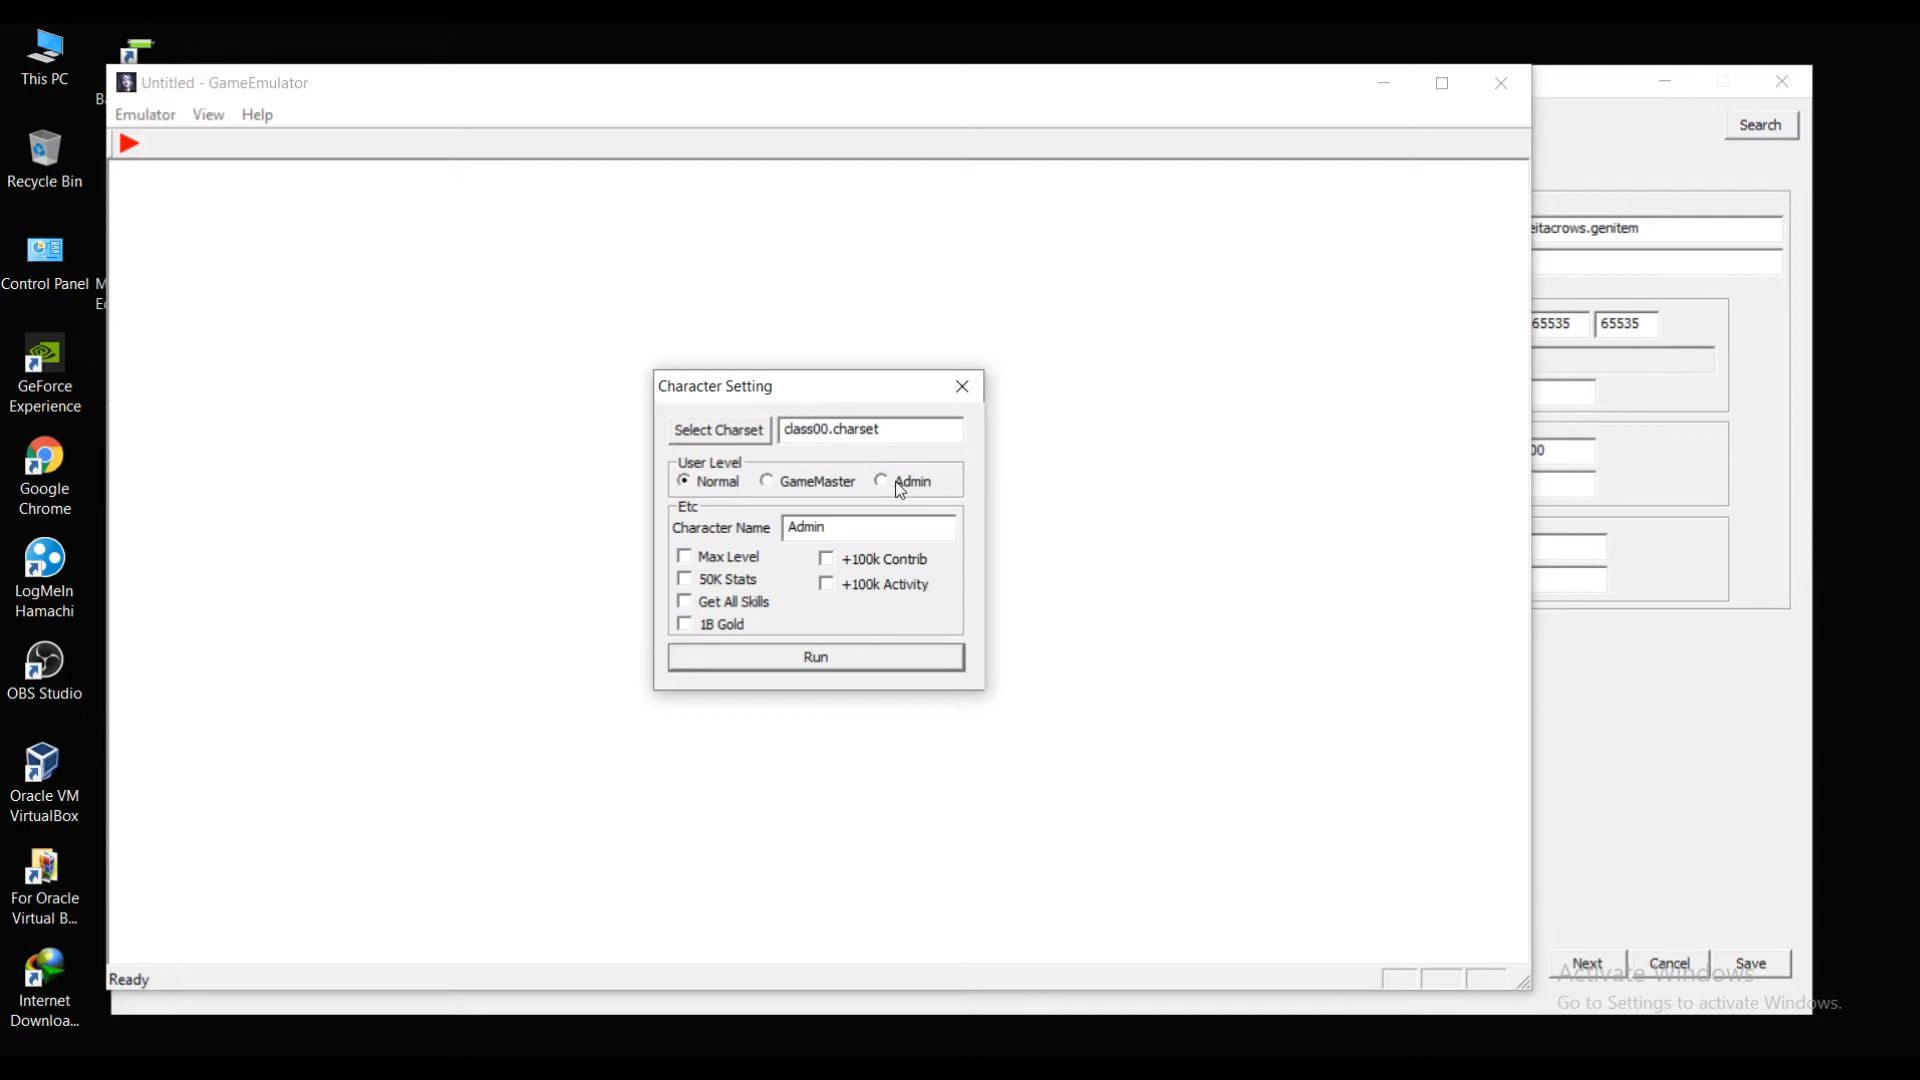 This PC
Recycle Bin
Control Panel
GeForce
Experience
Google
Chrome
LogMeIn
Hamachi
OBS Studio
Oracle VM
VirtualBox
For Oracle
Virtual B...
Internet
Downloa...
Untitled - GameEmulator
Emulator View Help
Character Setting
Select Charset class00.charset
User Level
Normal GameMaster Admin
Etc
Character Name Admin
Max Level +100k Contrib
50K Stats +100k Activity
Get All Skills
1B Gold
Run
Ready
Search
eitacrows.genitem
65535 65535
00
Next Cancel Save
Activate Windows
Go to Settings to activate Windows.